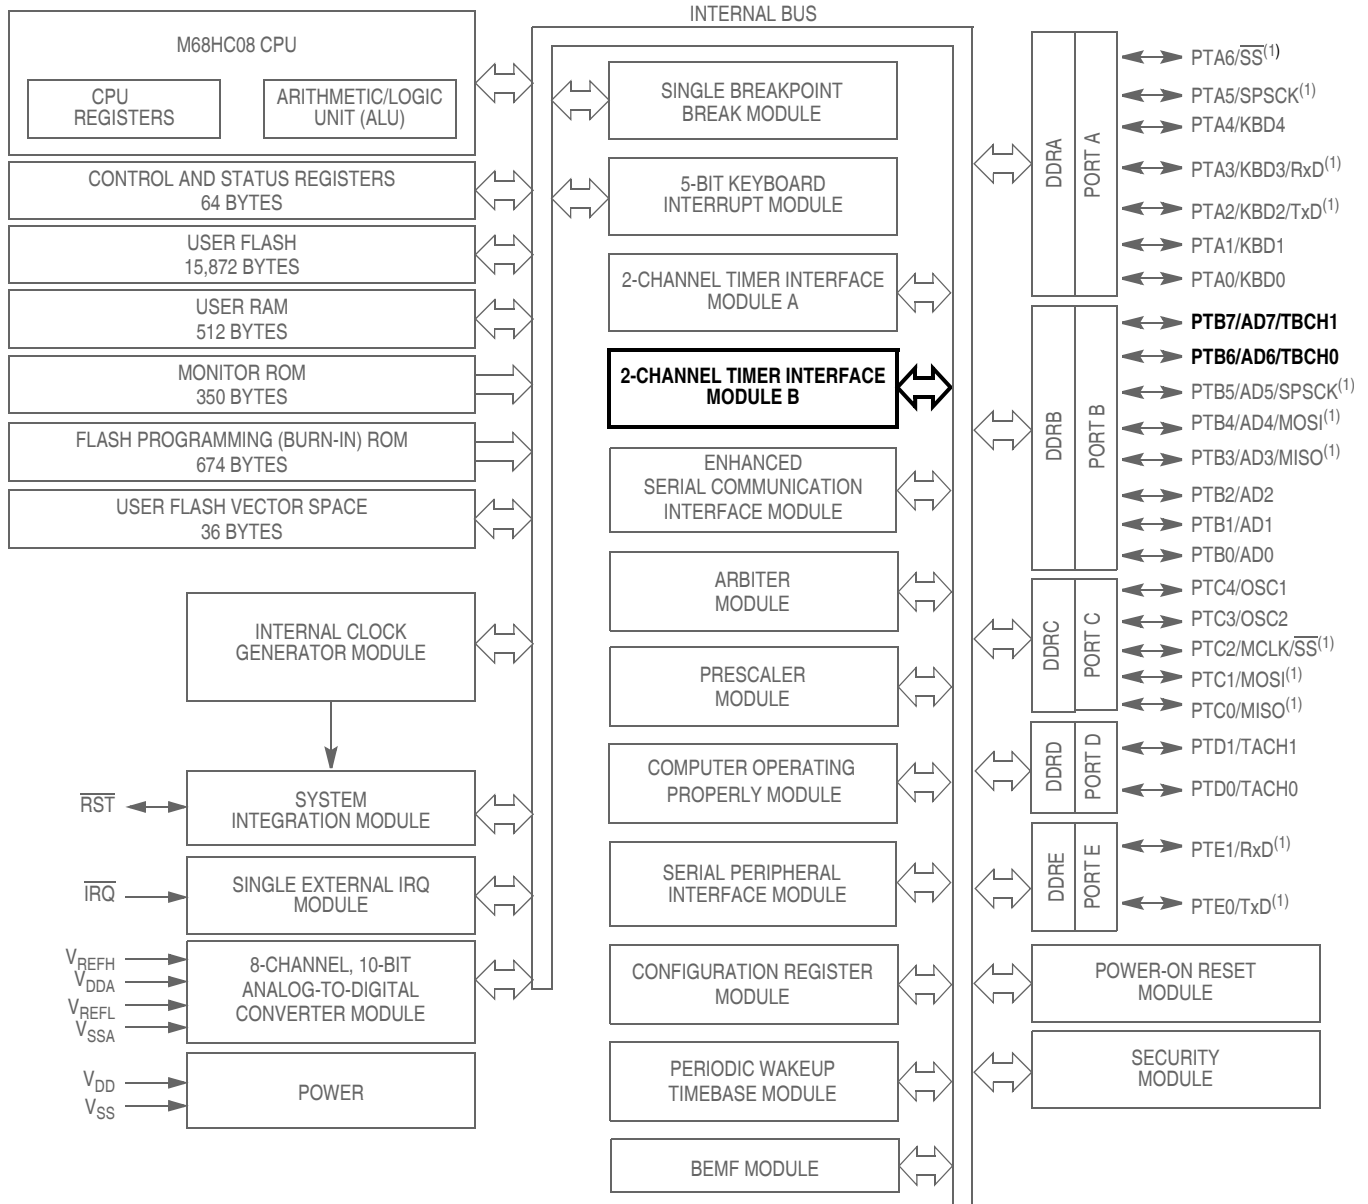 INTERNAL BUS
M68HC08 CPU
CPU
REGISTERS
ARITHMETIC/LOGIC
UNIT (ALU)
CONTROL AND STATUS REGISTERS
64 BYTES
USER FLASH
15,872 BYTES
USER RAM
512 BYTES
MONITOR ROM
350 BYTES
FLASH PROGRAMMING (BURN-IN) ROM
674 BYTES
USER FLASH VECTOR SPACE
36 BYTES
INTERNAL CLOCK
GENERATOR MODULE
RST
SYSTEM
INTEGRATION MODULE
IRQ
SINGLE EXTERNAL IRQ
MODULE
VREFH
VDDA
VREFL
VSSA
8-CHANNEL, 10-BIT
ANALOG-TO-DIGITAL
CONVERTER MODULE
VDD
VSS
POWER
SINGLE BREAKPOINT
BREAK MODULE
5-BIT KEYBOARD
INTERRUPT MODULE
2-CHANNEL TIMER INTERFACE
MODULE A
2-CHANNEL TIMER INTERFACE
MODULE B
ENHANCED
SERIAL COMMUNICATION
INTERFACE MODULE
ARBITER
MODULE
PRESCALER
MODULE
COMPUTER OPERATING
PROPERLY MODULE
SERIAL PERIPHERAL
INTERFACE MODULE
CONFIGURATION REGISTER
MODULE
PERIODIC WAKEUP
TIMEBASE MODULE
BEMF MODULE
DDRA
PORT A
PTA6/SS(1)
PTA5/SPSCK(1)
PTA4/KBD4
PTA3/KBD3/RxD(1)
PTA2/KBD2/TxD(1)
PTA1/KBD1
PTA0/KBD0
DDRB
PORT B
PTB7/AD7/TBCH1
PTB6/AD6/TBCH0
PTB5/AD5/SPSCK(1)
PTB4/AD4/MOSI(1)
PTB3/AD3/MISO(1)
PTB2/AD2
PTB1/AD1
PTB0/AD0
DDRC
PORT C
PTC4/OSC1
PTC3/OSC2
PTC2/MCLK/SS(1)
PTC1/MOSI(1)
PTC0/MISO(1)
DDRD
PORT D
PTD1/TACH1
PTD0/TACH0
DDRE
PORT E
PTE1/RxD(1)
PTE0/TxD(1)
POWER-ON RESET
MODULE
SECURITY
MODULE